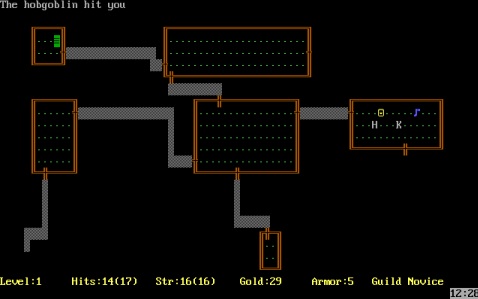 The hobgoblin hit you
H K
Level:1 Hits:14(17) Str:16(16) Gold:29 Armor:5 Guild Novice
12:28